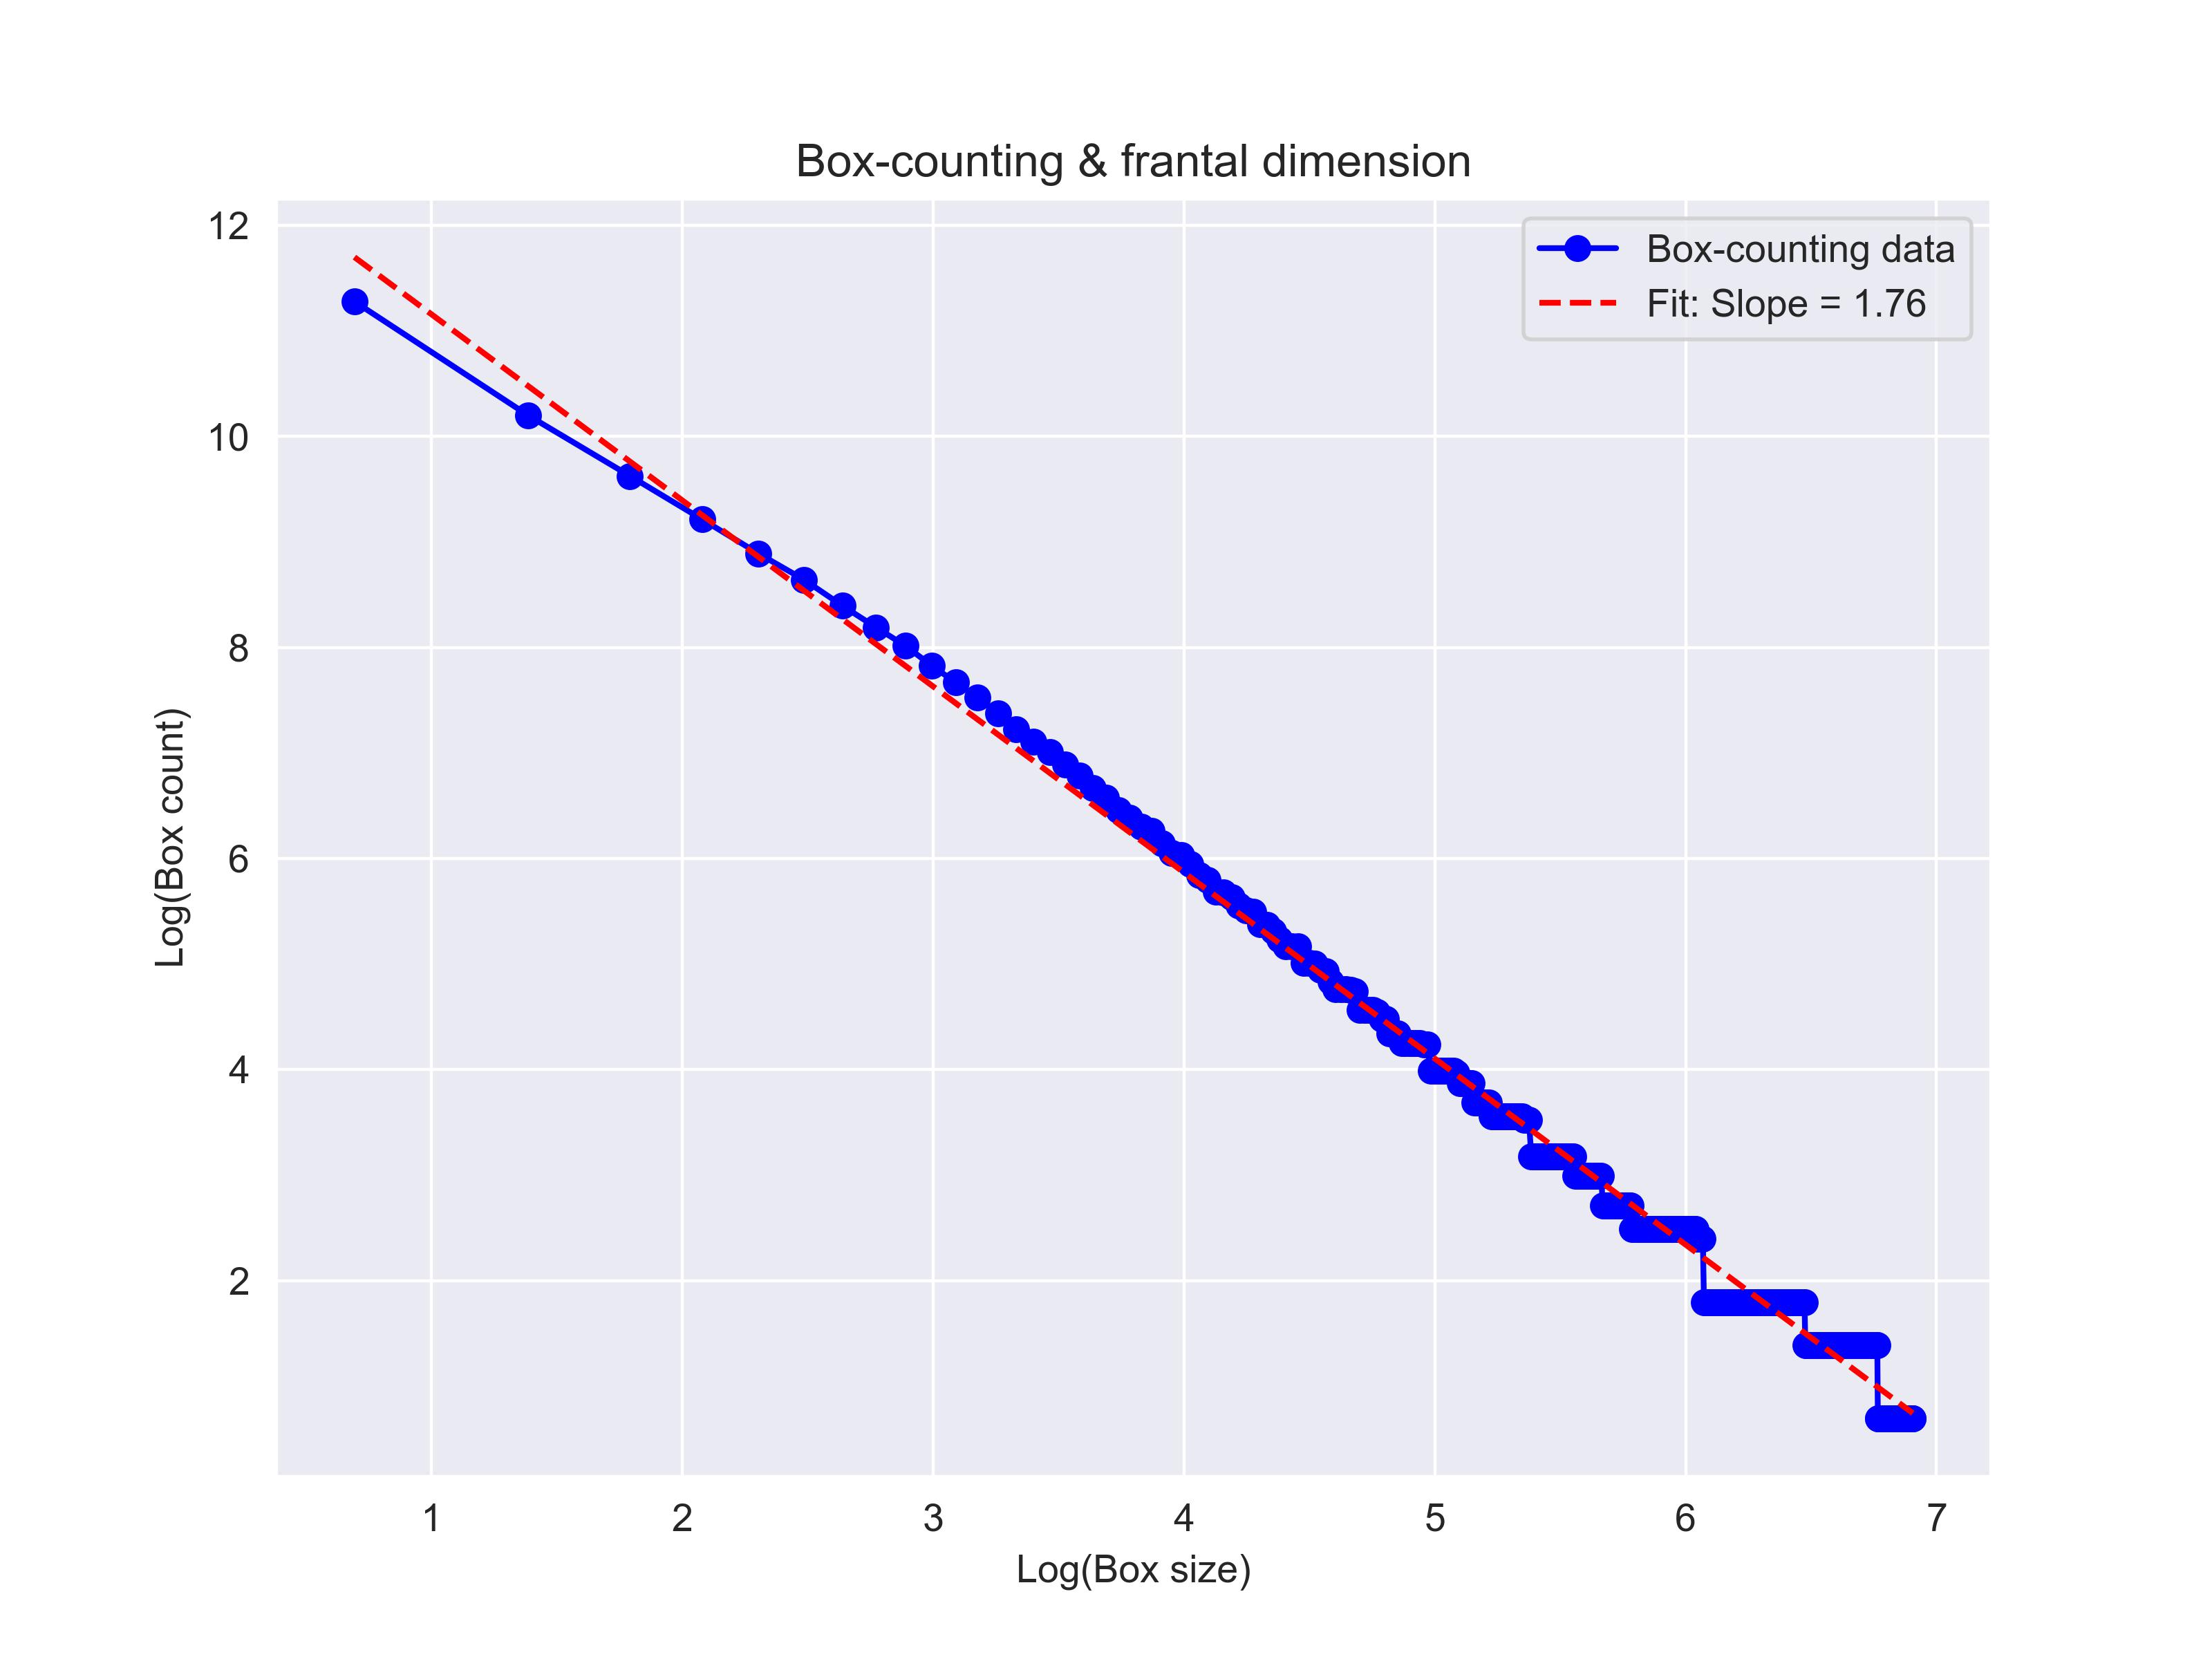 Box-counting & frantal dimension
Box-counting data
Fit: Slope = 1.76
12
10
8
6
4
2
Log(Box count)
1 2 3 4 5 6 7
Log(Box size)